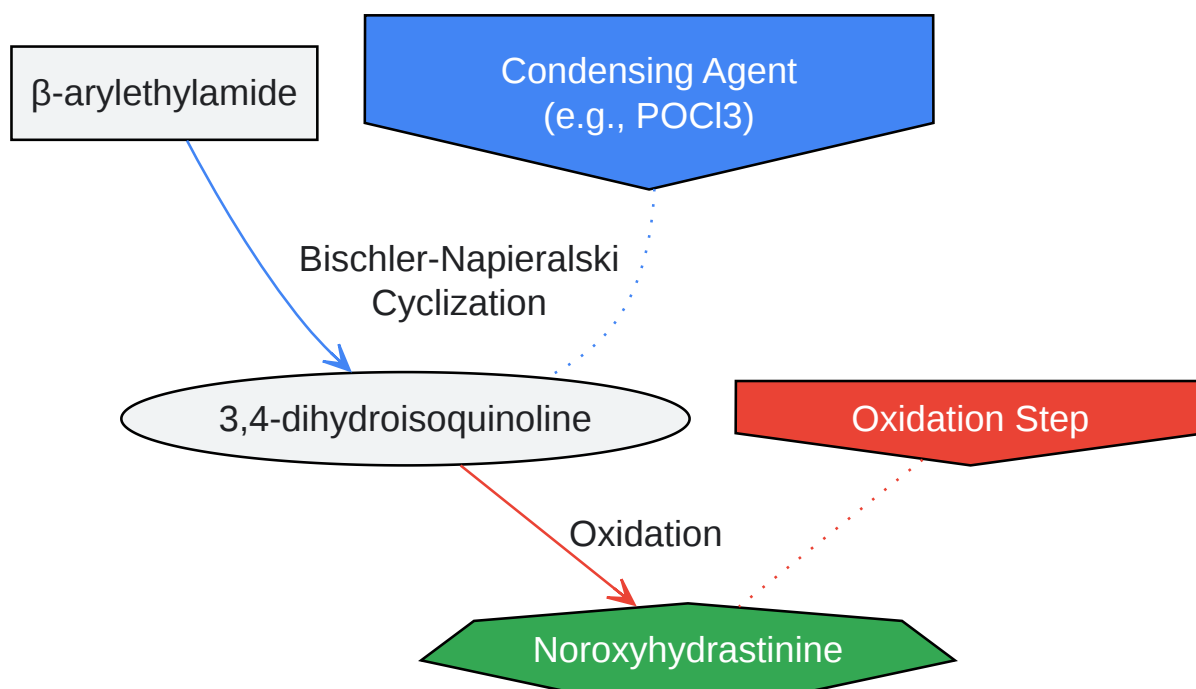 β-arylethylamide
Condensing Agent
(e.g., POCl3)
Bischler-Napieralski
Cyclization
3,4-dihydroisoquinoline
Oxidation Step
Oxidation
Noroxyhydrastinine